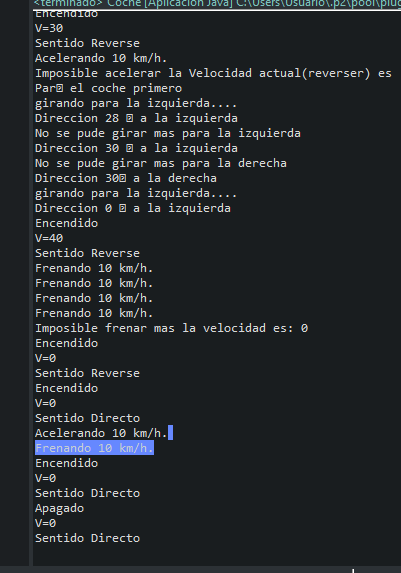 <terminado> Coche [Aplicación Java] C:\Users\Usuario\.p2\pool\plug
Encendido
V=30
Sentido Reverse
Acelerando 10 km/h.
Imposible acelerar la Velocidad actual(reverser) es
Par� el coche primero
girando para la izquierda....
Direccion 28 � a la izquierda
No se pude girar mas para la izquierda
Direccion 30 � a la izquierda
No se pude girar mas para la derecha
Direccion 30� a la derecha
girando para la izquierda....
Direccion 0 � a la izquierda
Encendido
V=40
Sentido Reverse
Frenando 10 km/h.
Frenando 10 km/h.
Frenando 10 km/h.
Frenando 10 km/h.
Imposible frenar mas la velocidad es: 0
Encendido
V=0
Sentido Reverse
Encendido
V=0
Sentido Directo
Acelerando 10 km/h.
Frenando 10 km/h.
Encendido
V=0
Sentido Directo
Apagado
V=0
Sentido Directo